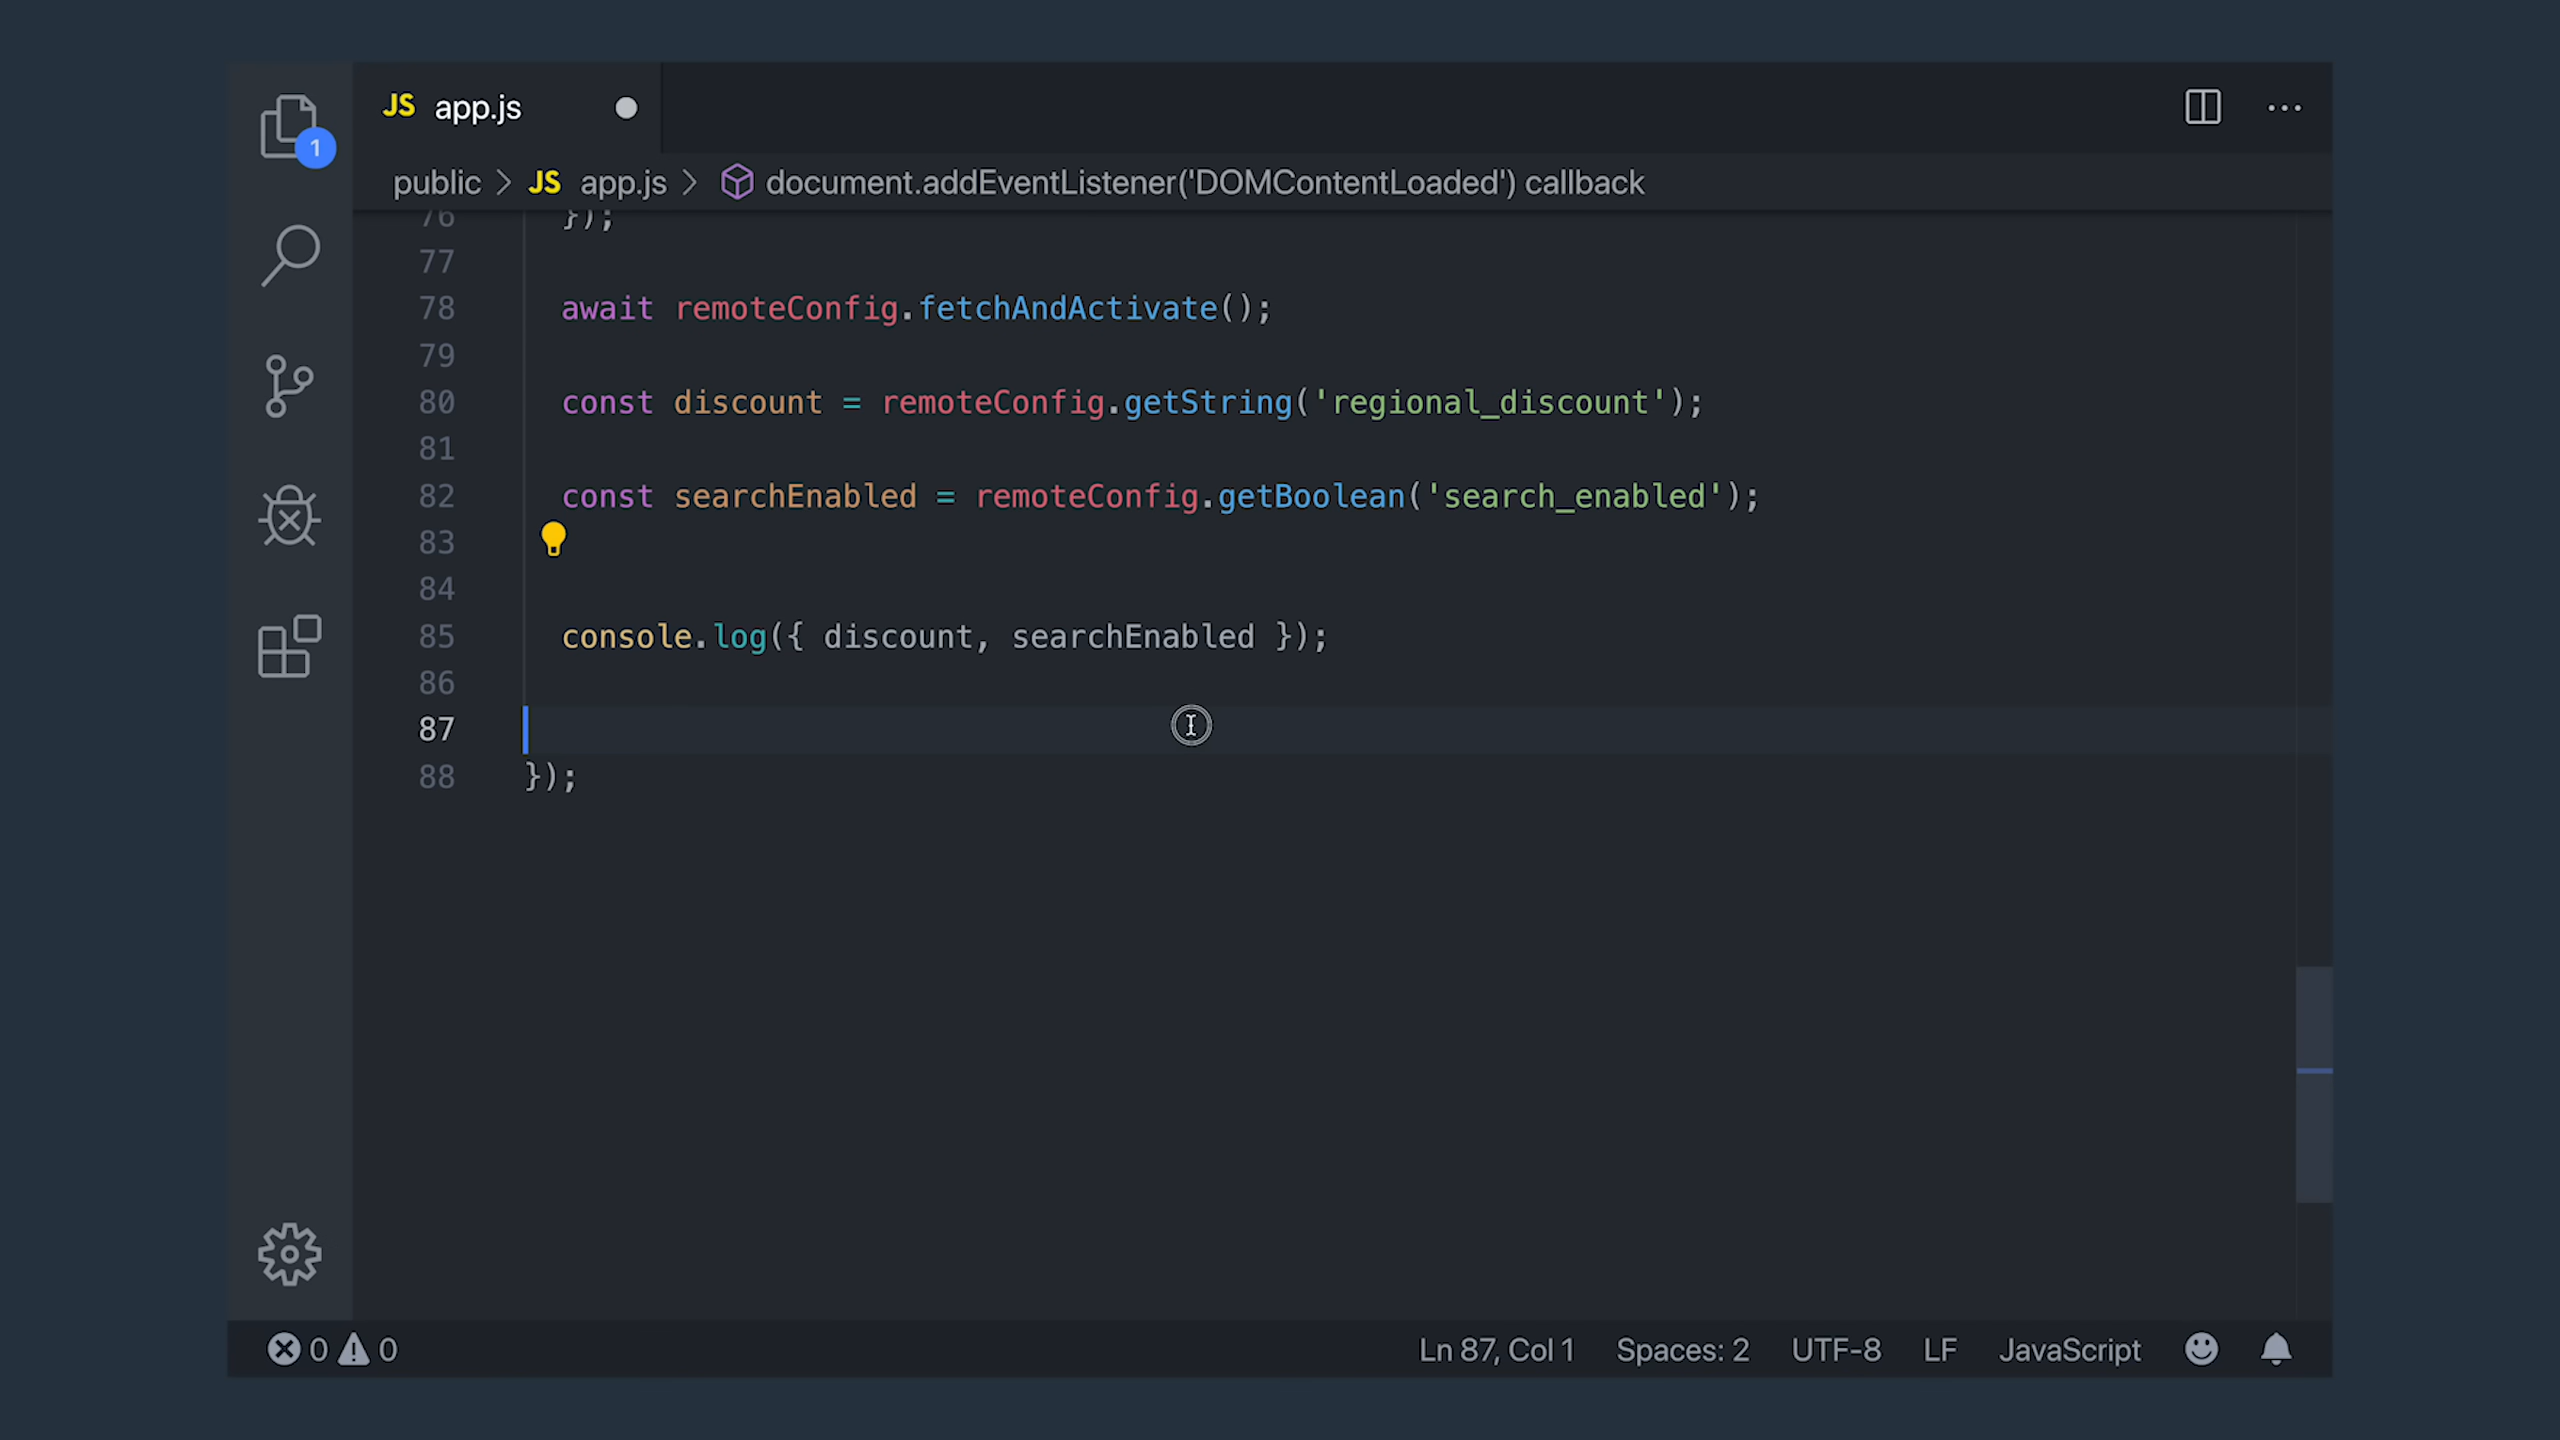 JS app.js
1
public > JS app.js > document.addEventListener('DOMContentLoaded') callback
76 });
77
78 await remoteConfig.fetchAndActivate();
79
80 const discount = remoteConfig.getString('regional_discount');
81
82 const searchEnabled = remoteConfig.getBoolean('search_enabled');
83
84
85 console.log({ discount, searchEnabled });
86
87
88 });
0 0 Ln 87, Col 1 Spaces: 2 UTF-8 LF JavaScript